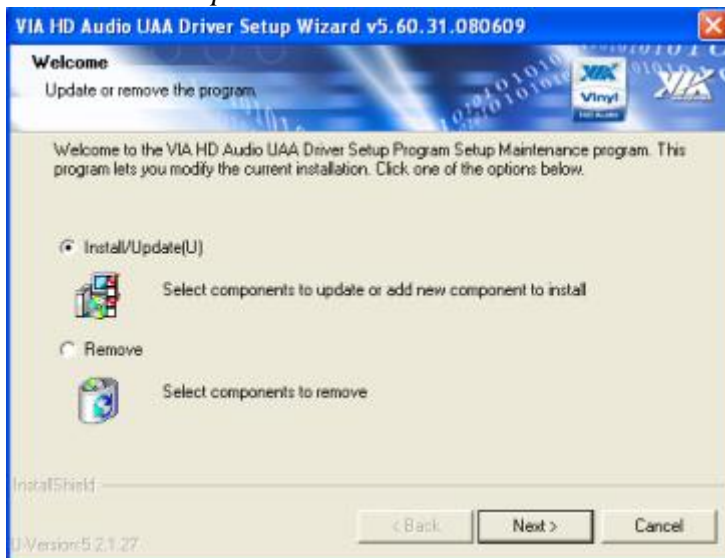 VIA HD Audio UAA Driver Setup Wizard v5.60.31.080609
Welcome
Update or remove the program.
VIA
Vinyl
VIA
Welcome to the VIA HD Audio UAA Driver Setup Program Setup Maintenance program. This
program lets you modify the current installation. Click one of the options below.
Install/Update(U)
Select components to update or add new component to install
Remove
Select components to remove
InstallShield
< Back
Next >
Cancel
U-Version:5.2.1.27